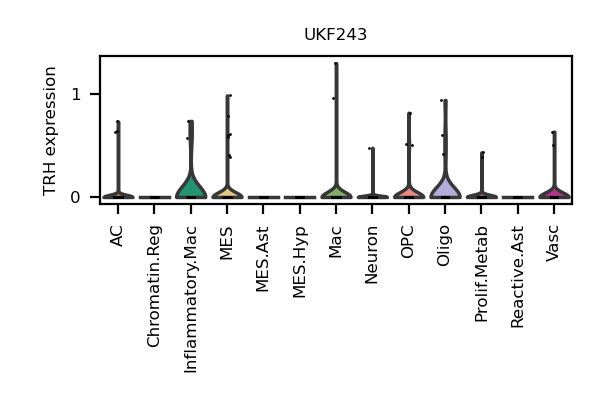 UKF243
TRH expression
1
0
AC
Chromatin.Reg
Inflammatory.Mac
MES
MES.Ast
MES.Hyp
Mac
Neuron
OPC
Oligo
Prolif.Metab
Reactive.Ast
Vasc